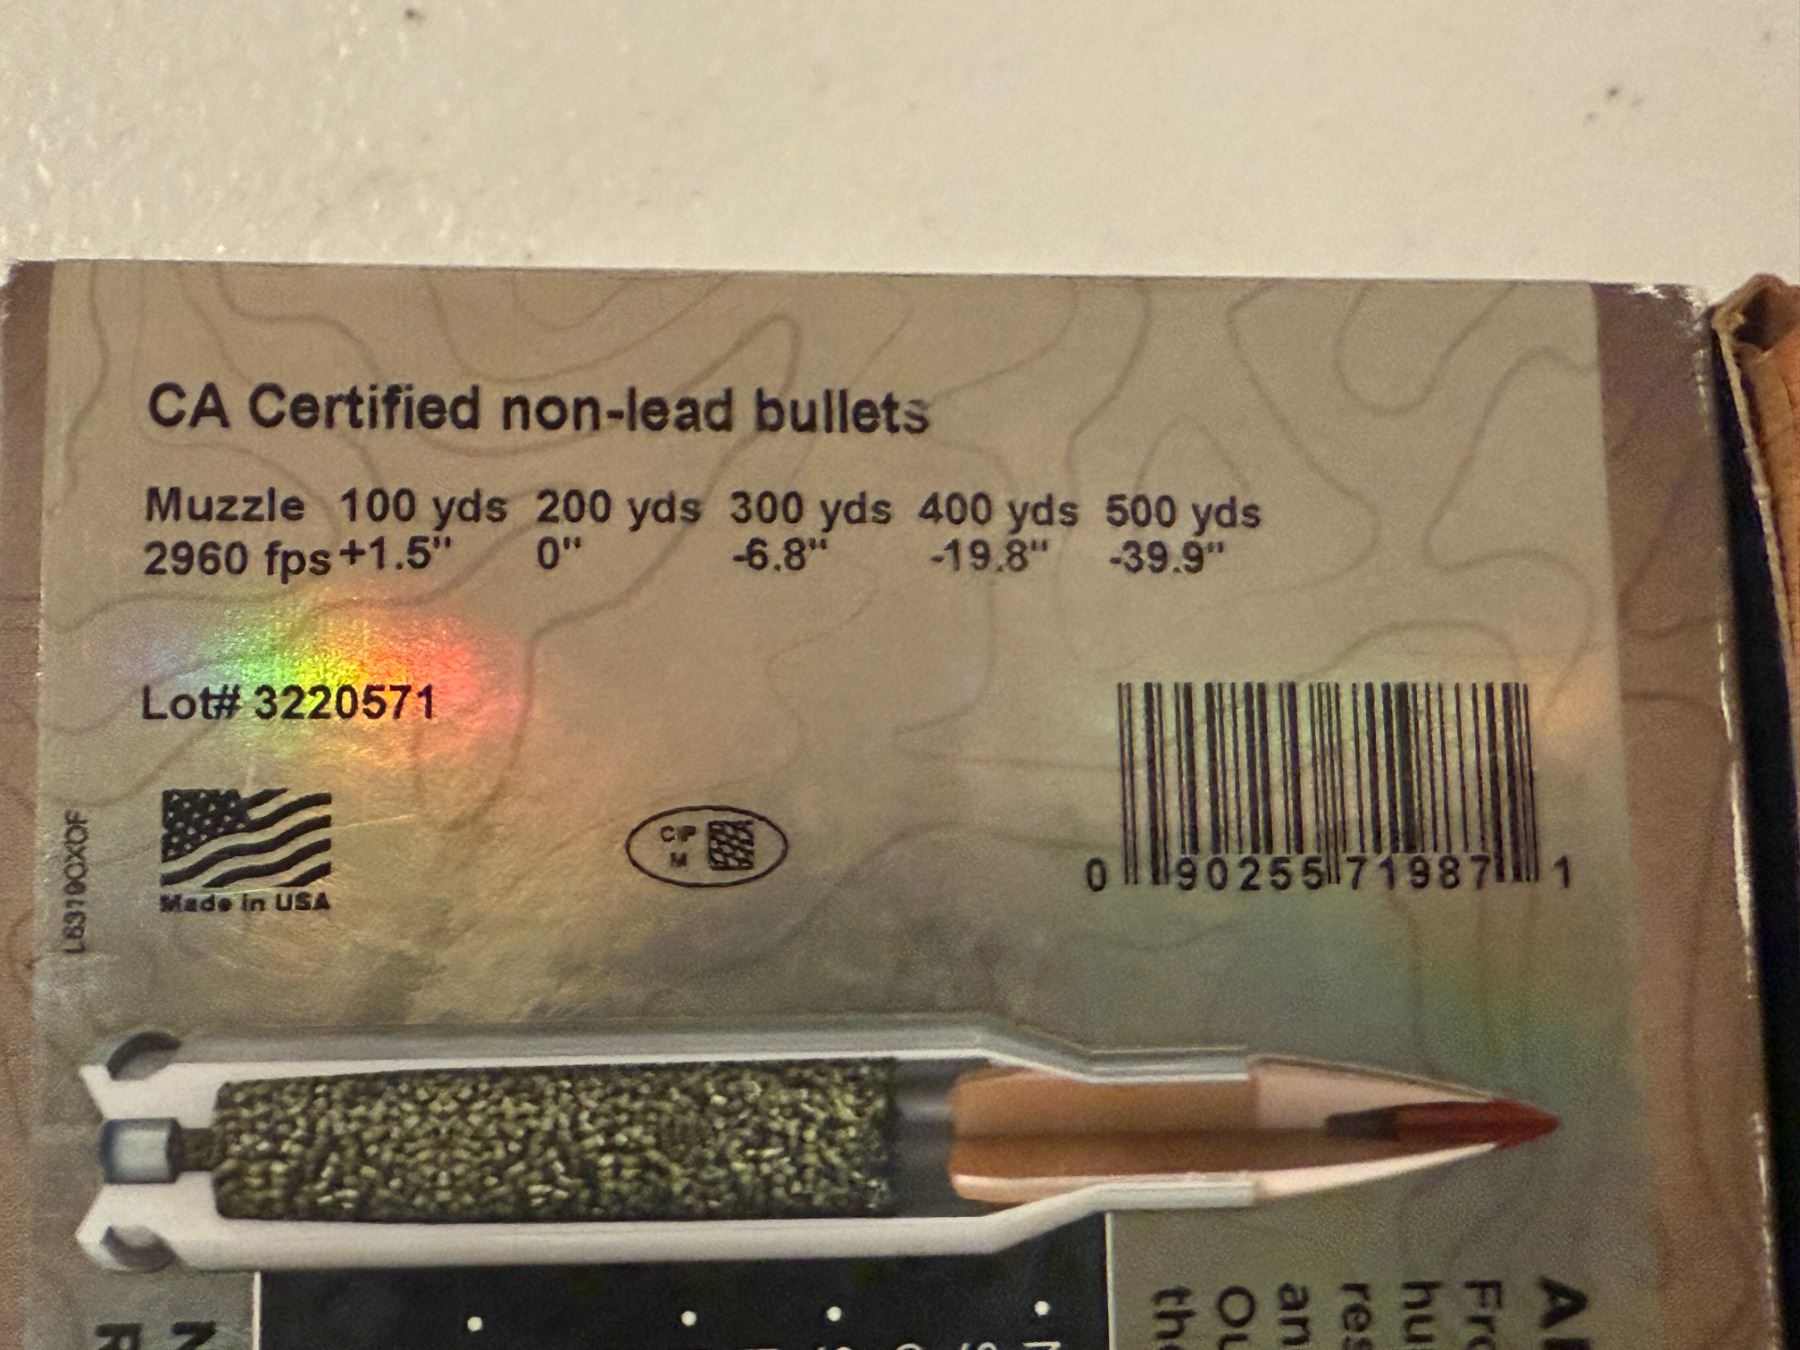 CA Certified non-lead bullets
Muzzle 100 yds 200 yds 300 yds 400 yds 500 yds
2960 fps +1.5" 0" -6.8" -19.8" -39.9"
Lot# 3220571
L6319OXOF
Made in USA
CIP
M
0 90255 71987 1